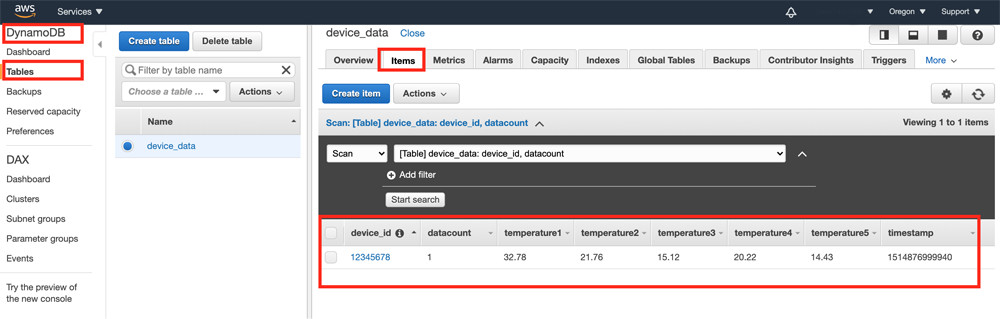 aws Services Oregon Support
DynamoDB
Dashboard
Tables
Backups
Reserved capacity
Preferences
DAX
Dashboard
Clusters
Subnet groups
Parameter groups
Events
Try the preview of
the new console
Create table Delete table
Filter by table name
Choose a table ... Actions
Name
device_data
device_data Close
Overview Items Metrics Alarms Capacity Indexes Global Tables Backups Contributor Insights Triggers More
Create item Actions
Scan: [Table] device_data: device_id, datacount Viewing 1 to 1 items
Scan [Table] device_data: device_id, datacount
Add filter
Start search
device_id datacount temperature1 temperature2 temperature3 temperature4 temperature5 timestamp
12345678 1 32.78 21.76 15.12 20.22 14.43 1514876999940